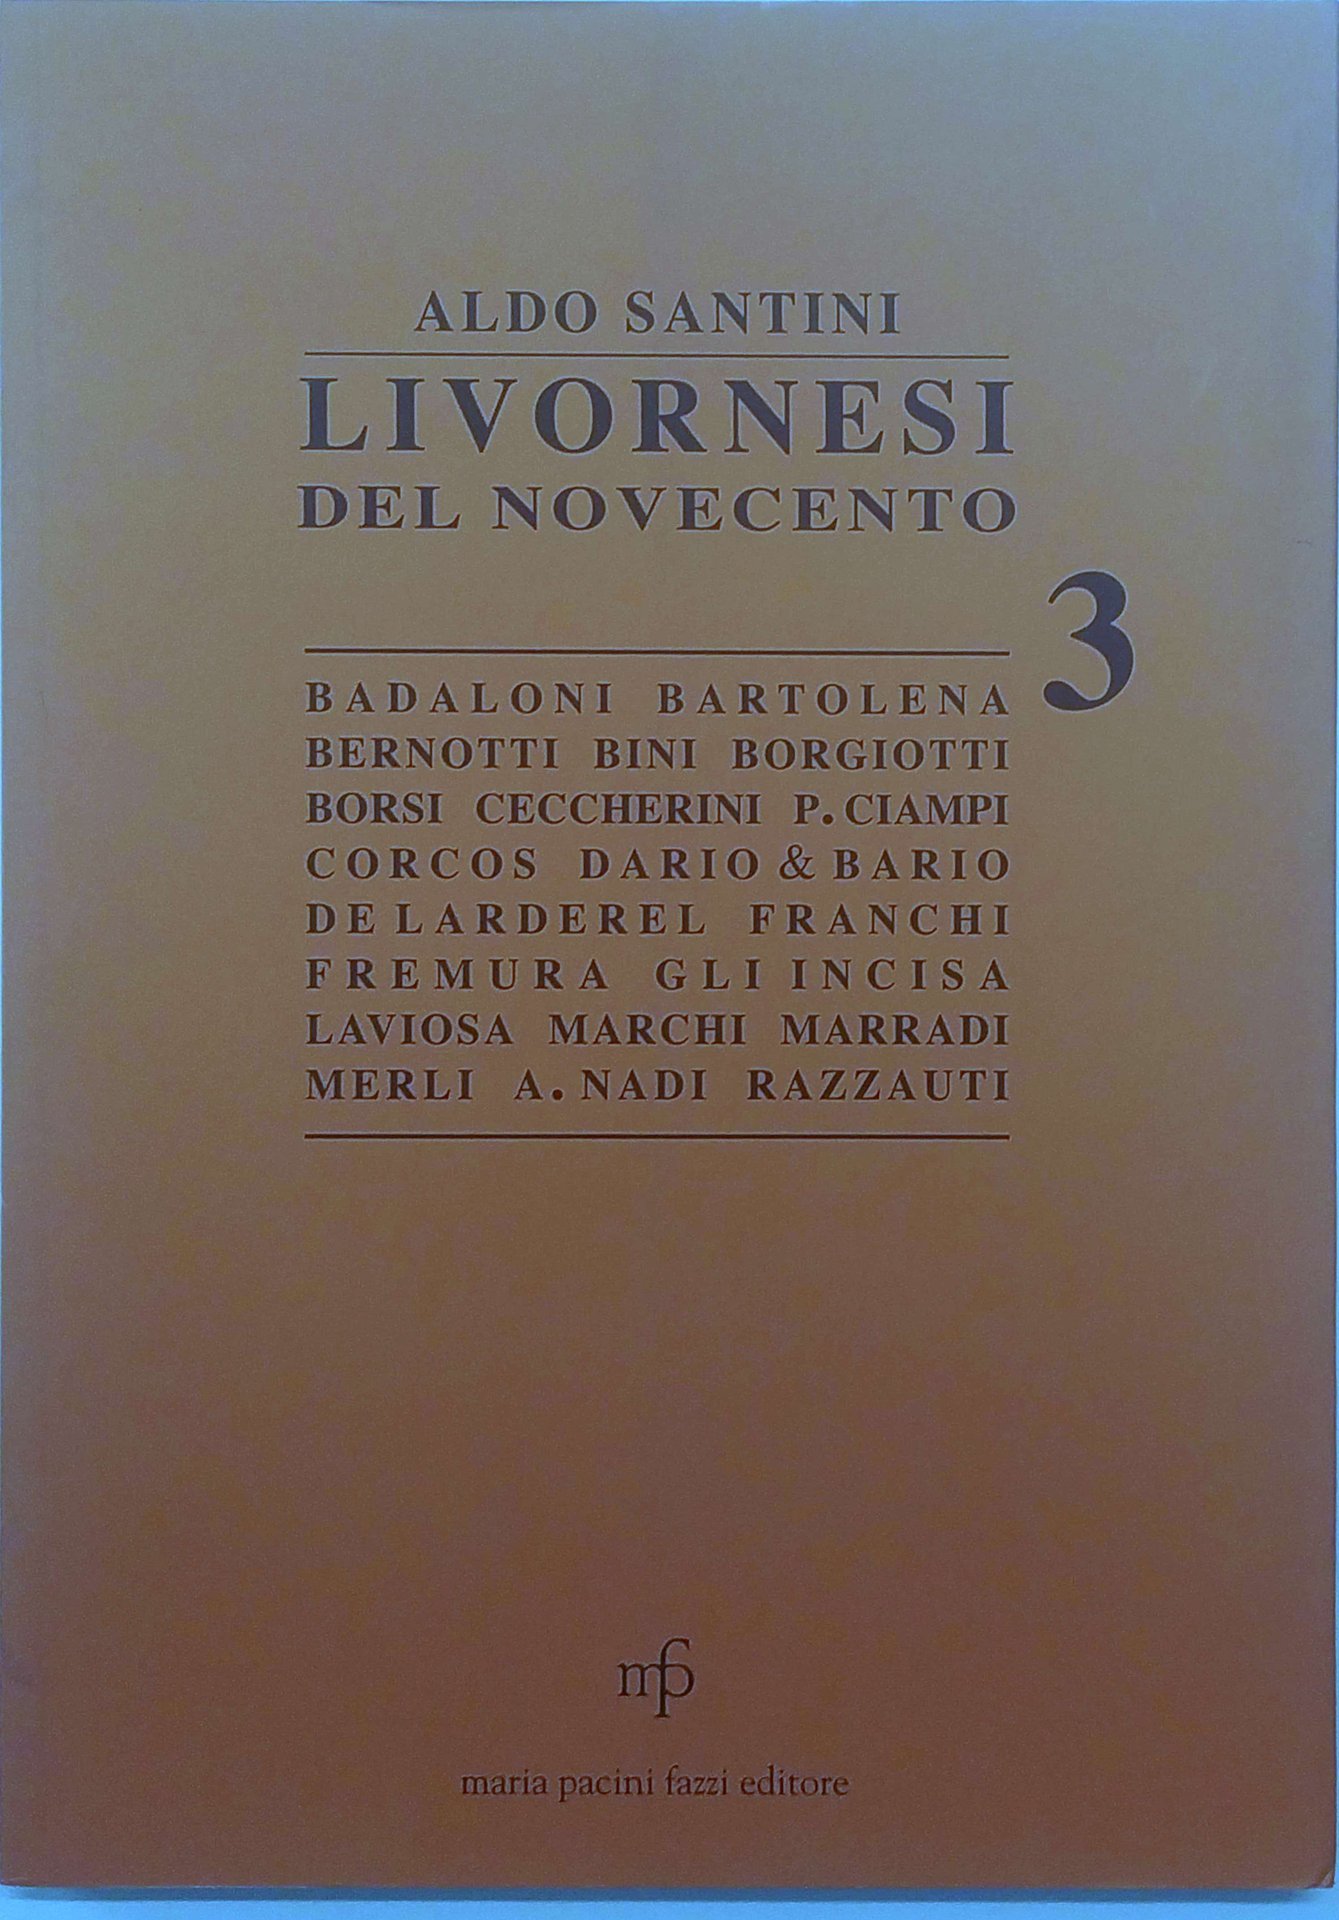 ALDO SANTINI
LIVORNESI
DEL NOVECENTO
3
BADALONI BARTOLENA
BERNOTTI BINI BORGIOTTI
BORSI CECCHERINI P. CIAMPI
CORCOS DARIO & BARIO
DE LARDEREL FRANCHI
FREMURA GLI INCISA
LAVIOSA MARCHI MARRADI
MERLI A. NADI RAZZAUTI
mfp
maria pacini fazzi editore